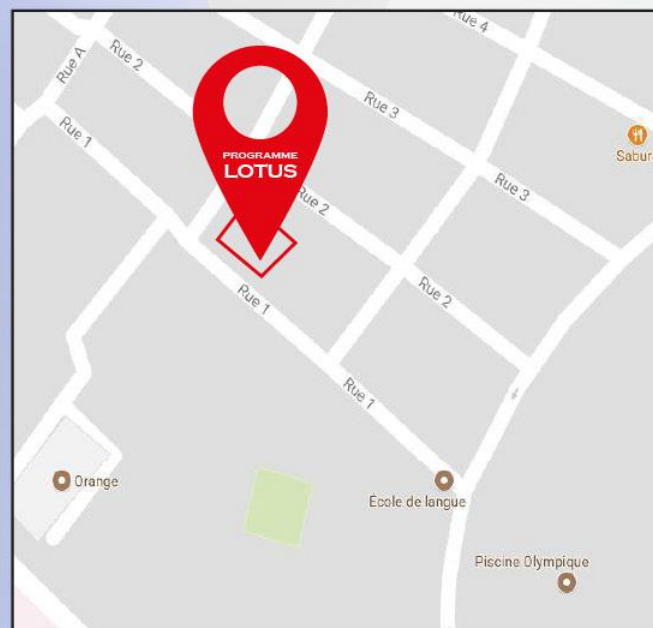 Rue 4
Rue A
Rue 2
Rue 3
Rue 1
Sabur
PROGRAMME
LOTUS
Rue 3
Rue 2
Rue 1
Rue 2
Rue 1
Orange
École de langue
Piscine Olympique